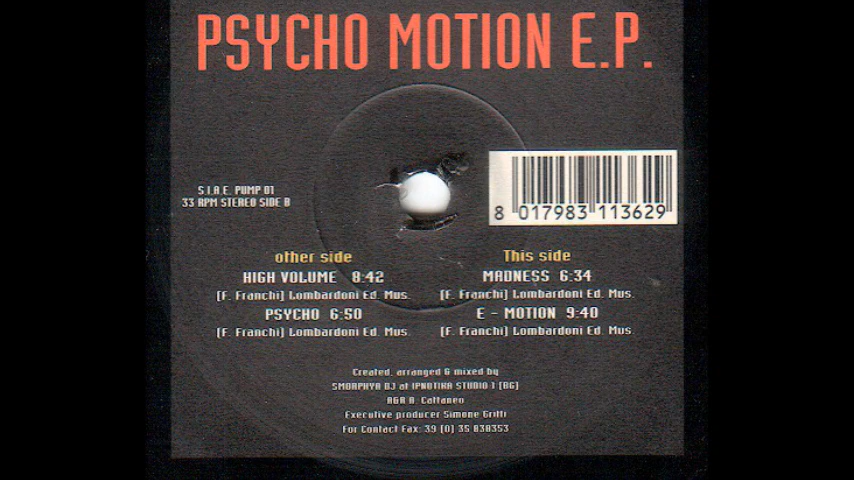 PSYCHO MOTION E.P.
S.I.A.E. PUMP 01
33 RPM STEREO SIDE B
8 017983 113629
other side
HIGH VOLUME 8:42
[F. Franchi] Lombardoni Ed. Mus.
PSYCHO 6:50
[F. Franchi] Lombardoni Ed. Mus.
This side
MADNESS 6:34
[F. Franchi] Lombardoni Ed. Mus.
E - MOTION 9:40
[F. Franchi] Lombardoni Ed. Mus.
Created, arranged & mixed by
SMORPHYA DJ at IPNOTIKA STUDIO 1 [BG]
A&R A. Cattaneo
Executive producer Simone Gritti
For Contact Fax: 39 [0] 35 838353